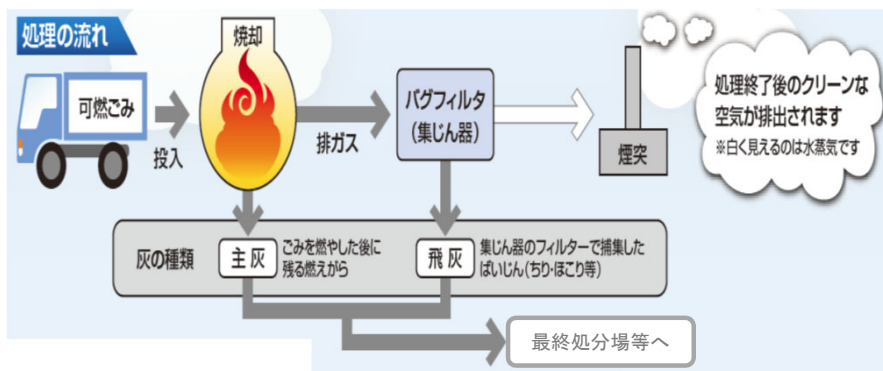 処理の流れ
可燃ごみ
投入
焼却
排ガス
バグフィルタ
(集じん器)
煙突
処理終了後のクリーンな
空気が排出されます
※白く見えるのは水蒸気です
灰の種類
主灰
ごみを燃やした後に
残る燃えがら
飛灰
集じん器のフィルターで捕集した
ばいじん(ちり・ほこり等)
最終処分場等へ